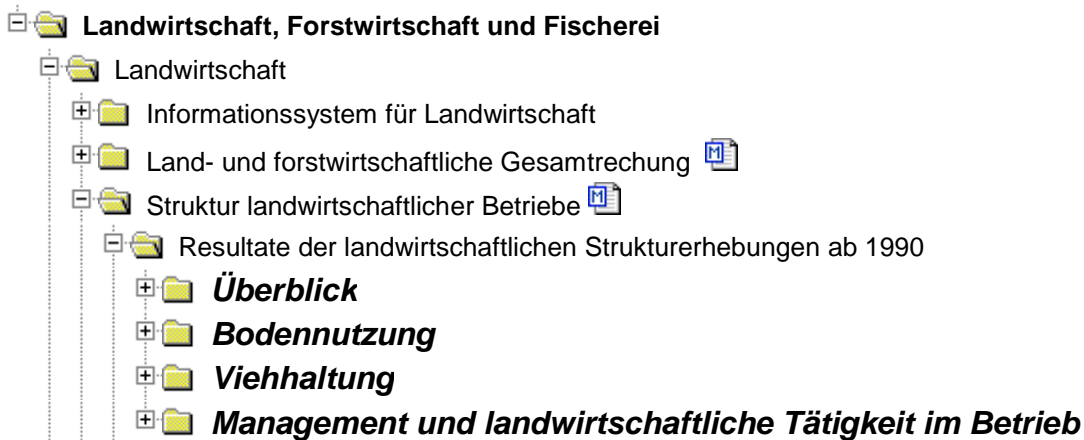 Landwirtschaft, Forstwirtschaft und Fischerei
Landwirtschaft
Informationssystem für Landwirtschaft
Land- und forstwirtschaftliche Gesamtrechung M
Struktur landwirtschaftlicher Betriebe M
Resultate der landwirtschaftlichen Strukturerhebungen ab 1990
Überblick
Bodennutzung
Viehhaltung
Management und landwirtschaftliche Tätigkeit im Betrieb